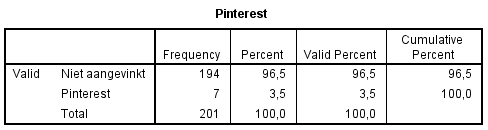 Pinterest
Frequency Percent Valid Percent Cumulative Percent
Valid Niet aangevinkt 194 96,5 96,5 96,5
Pinterest 7 3,5 3,5 100,0
Total 201 100,0 100,0